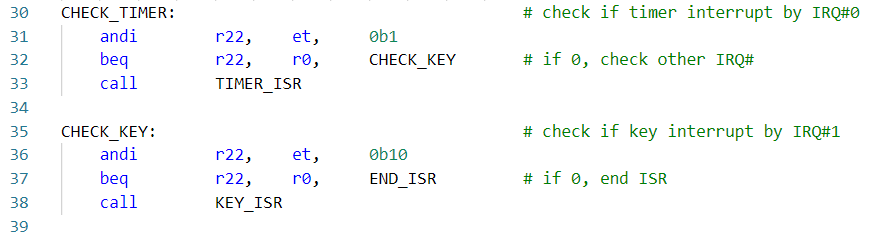 30 CHECK_TIMER: # check if timer interrupt by IRQ#0
31 andi r22, et, 0b1
32 beq r22, r0, CHECK_KEY # if 0, check other IRQ#
33 call TIMER_ISR
34
35 CHECK_KEY: # check if key interrupt by IRQ#1
36 andi r22, et, 0b10
37 beq r22, r0, END_ISR # if 0, end ISR
38 call KEY_ISR
39